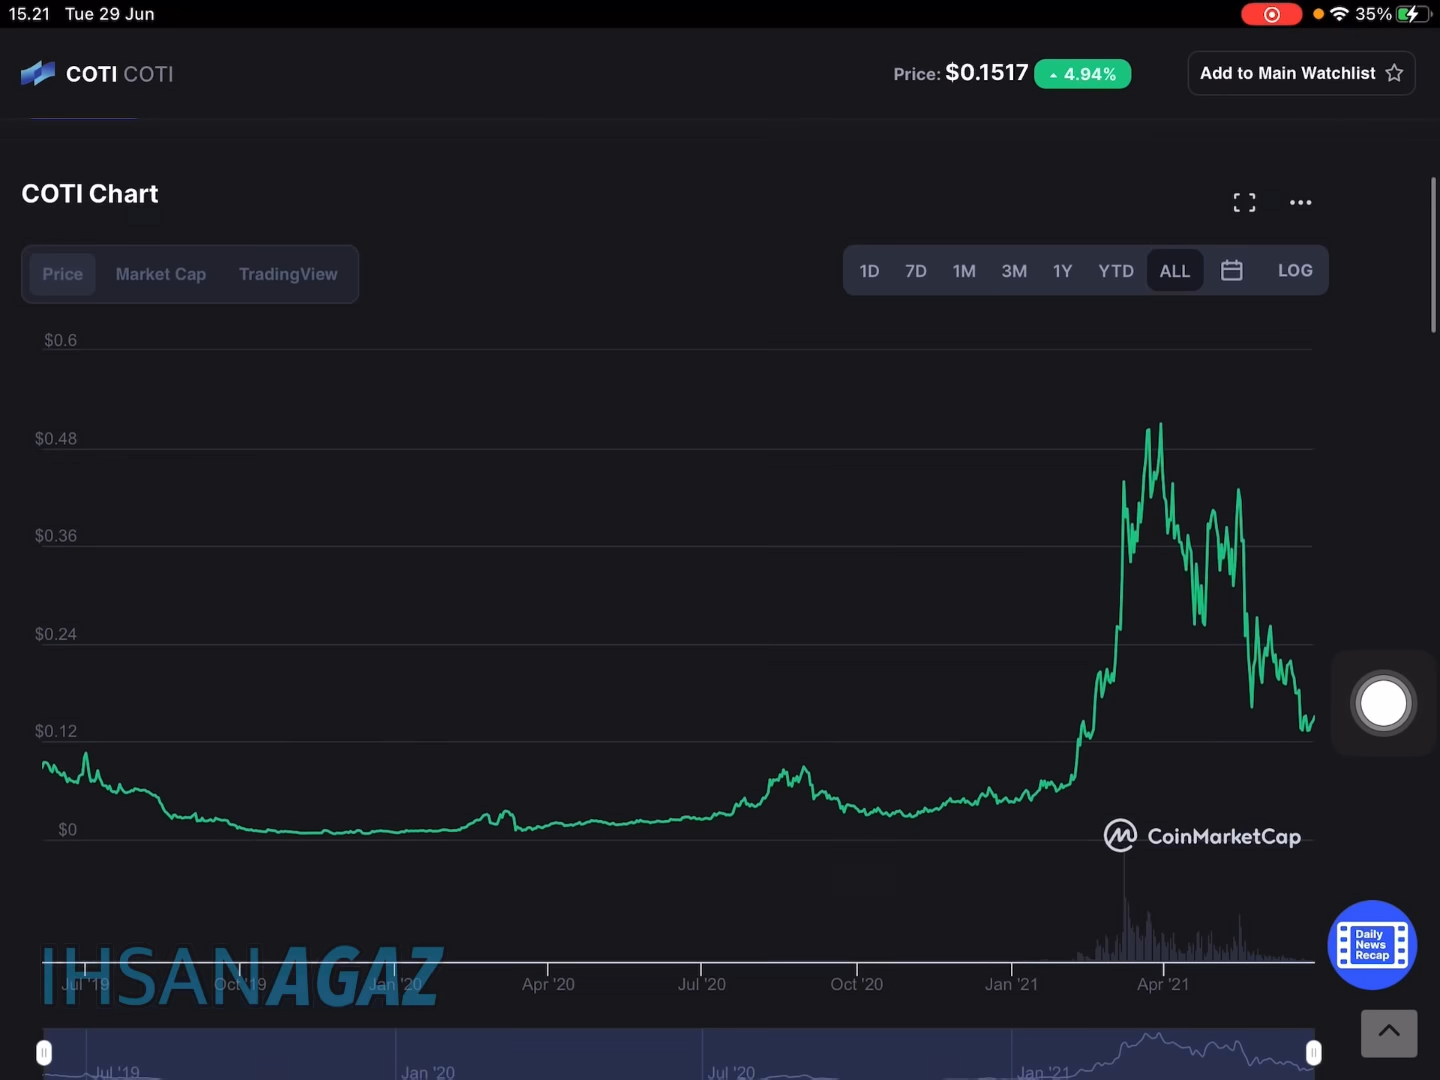 15.21 Tue 29 Jun
35%
COTI COTI
Price: $0.1517 4.94%
Add to Main Watchlist
COTI Chart
Price Market Cap TradingView
1D 7D 1M 3M 1Y YTD ALL LOG
$0.6
$0.48
$0.36
$0.24
$0.12
$0
CoinMarketCap
Daily
News
Recap
IHSANAGAZ
Jul '19 Oct '19 Jan '20 Apr '20 Jul '20 Oct '20 Jan '21 Apr '21
Jul '19 Jan '20 Jul '20 Jan '21